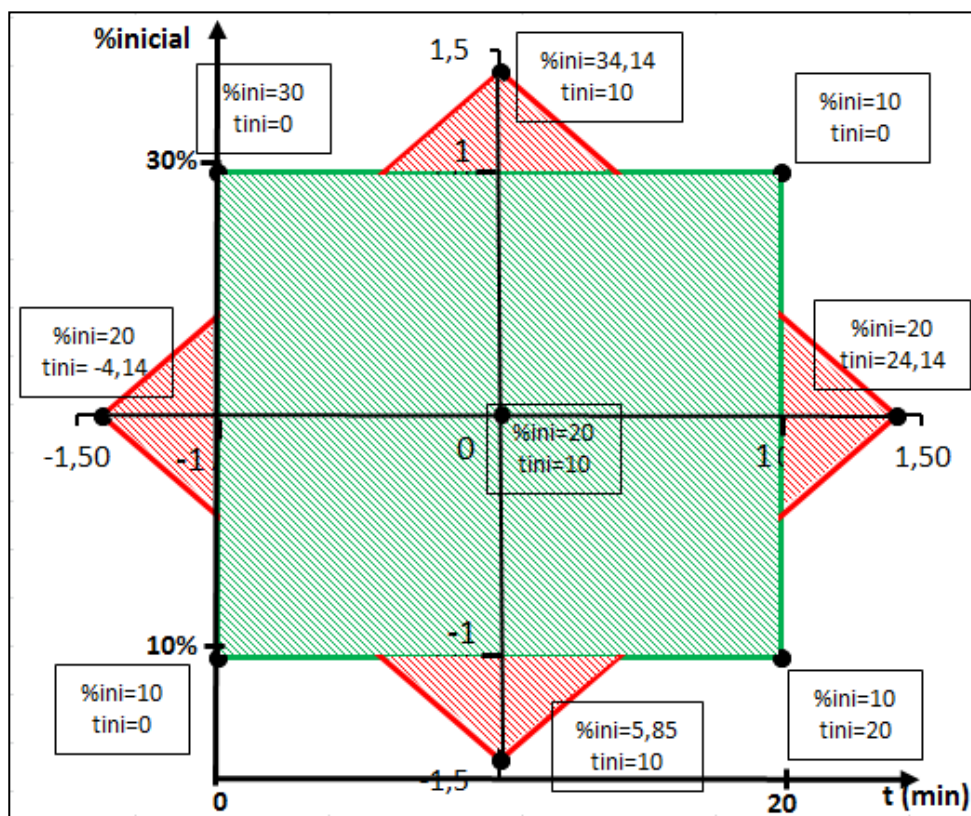 %inicial
1,5
%ini=34,14
tini=10
%ini=30
tini=0
%ini=10
tini=0
30%
1
%ini=20
tini= -4,14
%ini=20
tini=24,14
%ini=20
tini=10
-1,50
-1
0
1
1,50
10%
-1
%ini=10
tini=0
%ini=5,85
tini=10
%ini=10
tini=20
-1,5
0
20
t (min)